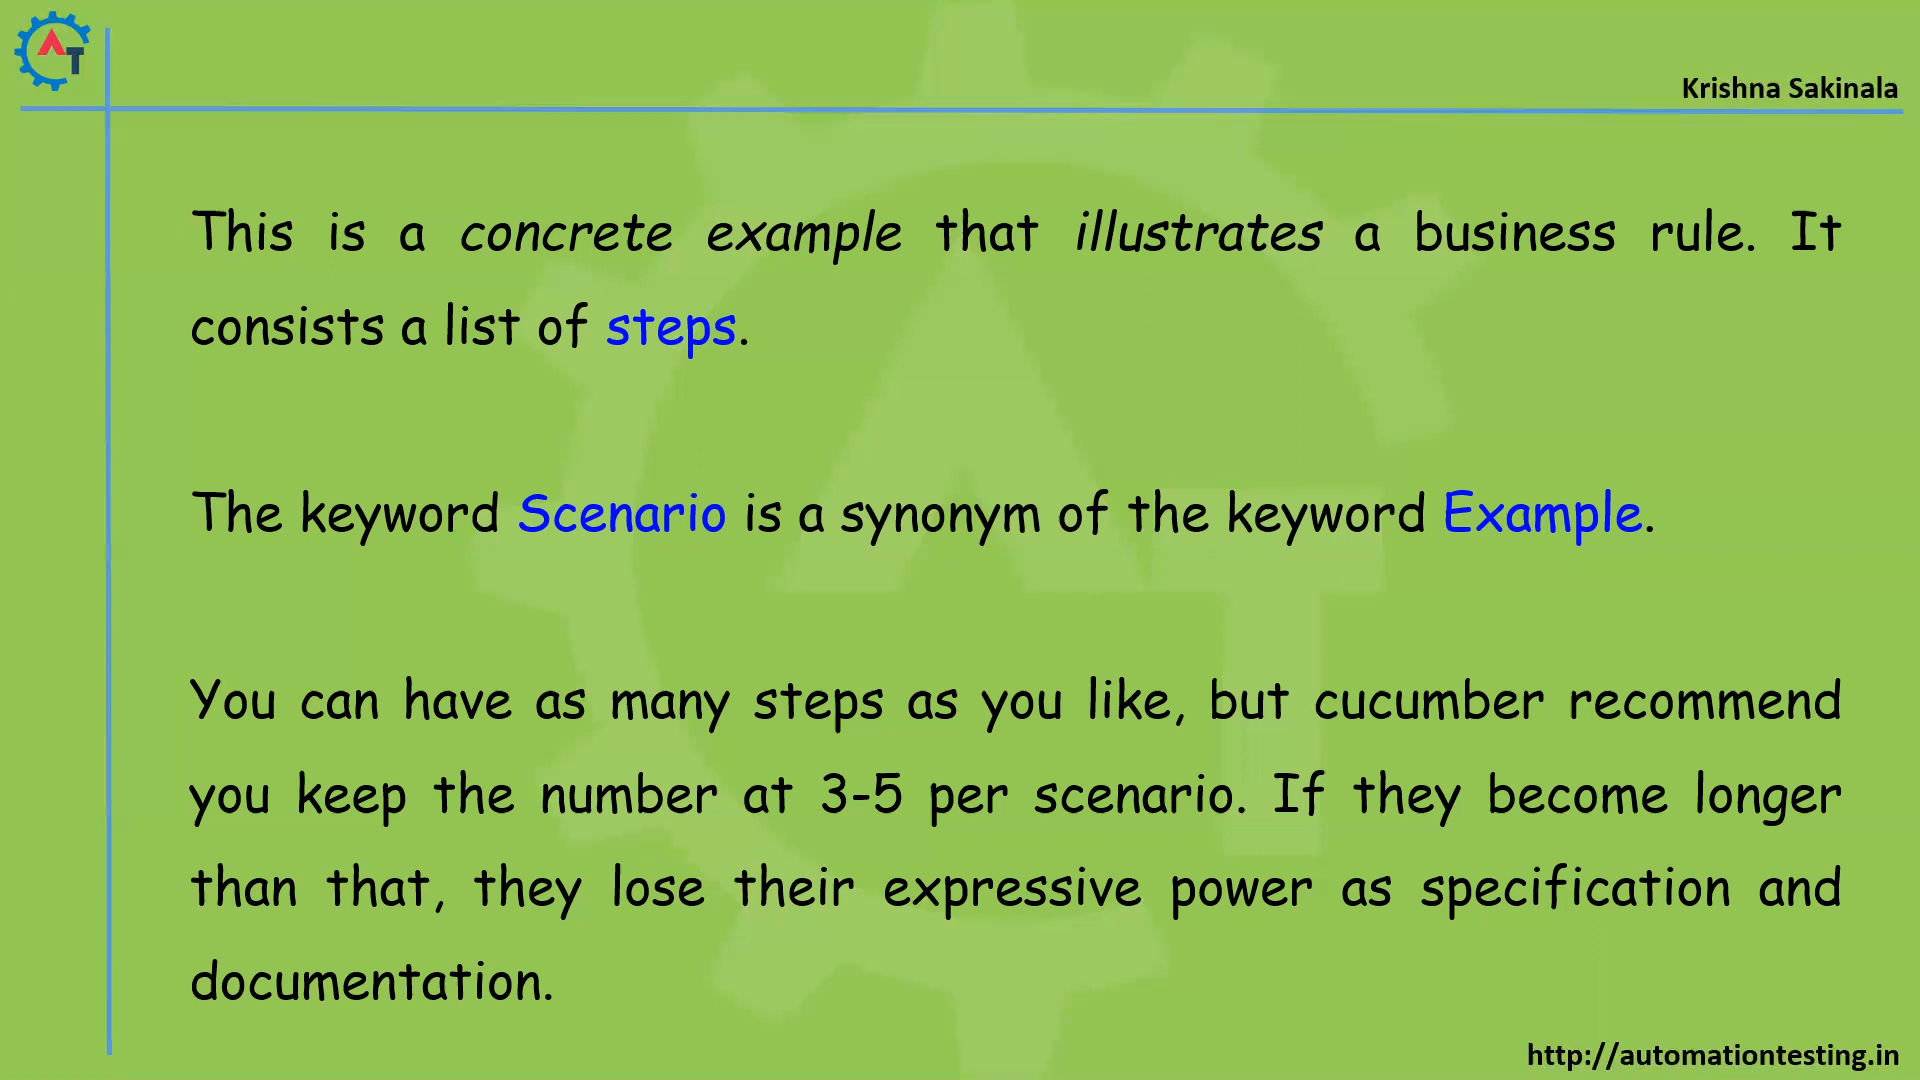 AT
Krishna Sakinala
This is a concrete example that illustrates a business rule. It
consists a list of steps.
The keyword Scenario is a synonym of the keyword Example.
You can have as many steps as you like, but cucumber recommend
you keep the number at 3-5 per scenario. If they become longer
than that, they lose their expressive power as specification and
documentation.
http://automationtesting.in